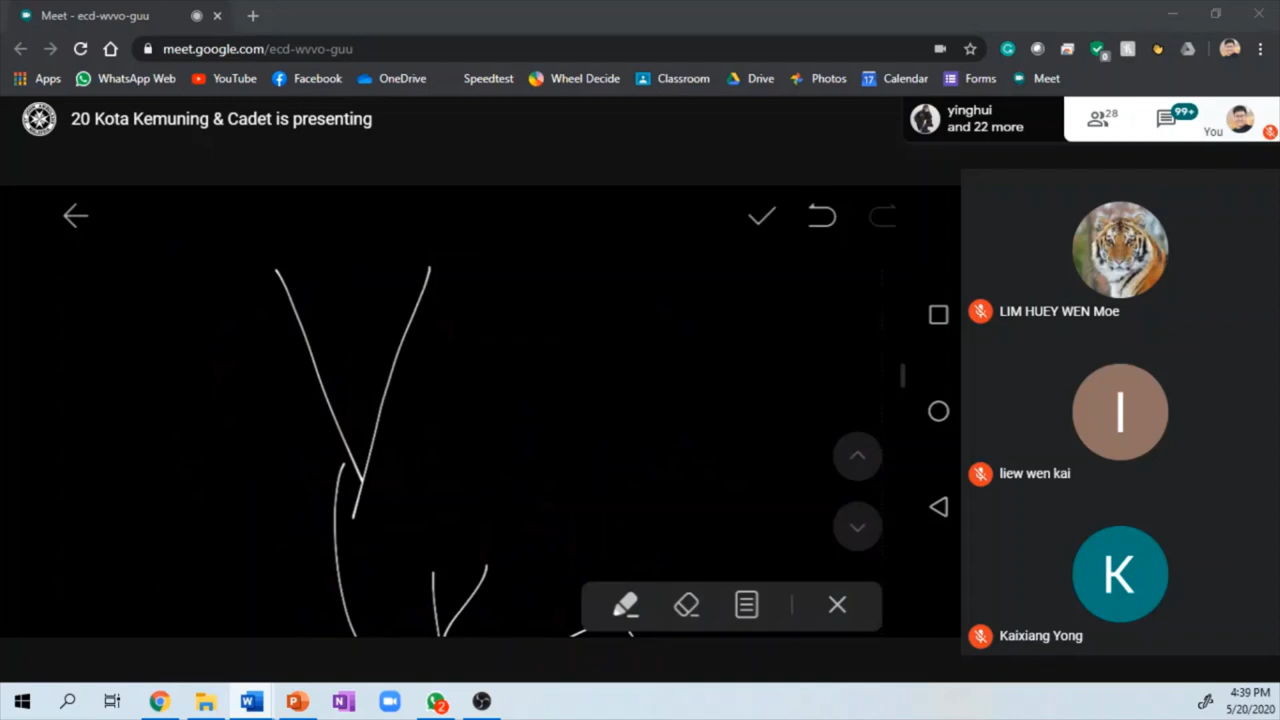 Meet - ecd-wvvo-guu
meet.google.com/ecd-wvvo-guu
Apps WhatsApp Web YouTube Facebook OneDrive Speedtest Wheel Decide Classroom Drive Photos 17 Calendar Forms Meet
20 Kota Kemuning & Cadet is presenting
yinghui
and 22 more
28
99+
You
LIM HUEY WEN Moe
l
liew wen kai
K
Kaixiang Yong
2
4:39 PM
5/20/2020